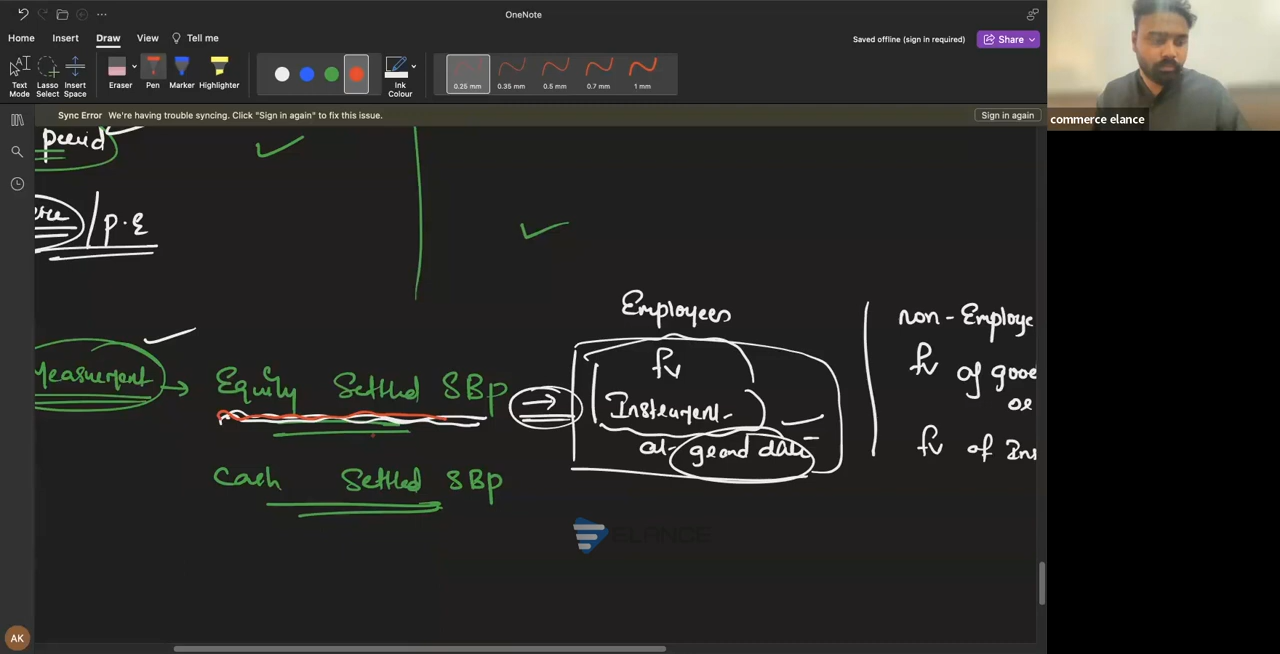 OneNote
Home Insert Draw View Tell me
Saved offline (sign in required) Share
Text Mode
Lasso Select
Insert Space
Eraser
Pen
Marker
Highlighter
0.25 mm
0.35 mm
0.5 mm
0.7 mm
1 mm
Ink Colour
commerce elance
Sync Error We're having trouble syncing. Click "Sign in again" to fix this issue. Sign in again
Peeiid
P.E
Employees
non-Employe
Measurement → Equity Settled SBP →
fv
Instrument
at grand date
fv of good
or
fv of Ins
Cash Settled SBP
ELANCE
AK